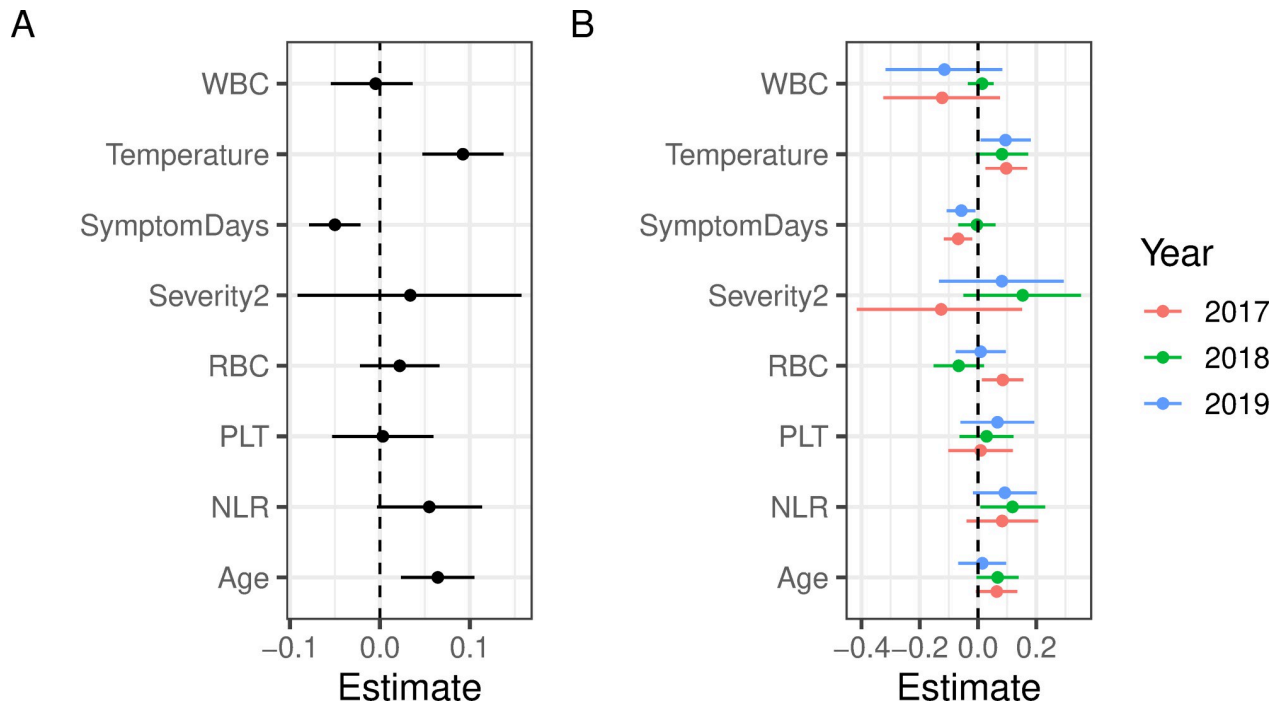 A
WBC
Temperature
SymptomDays
Severity2
RBC
PLT
NLR
Age
−0.1 0.0 0.1
Estimate
B
WBC
Temperature
SymptomDays
Severity2
RBC
PLT
NLR
Age
−0.4 −0.2 0.0 0.2
Estimate
Year
2017
2018
2019